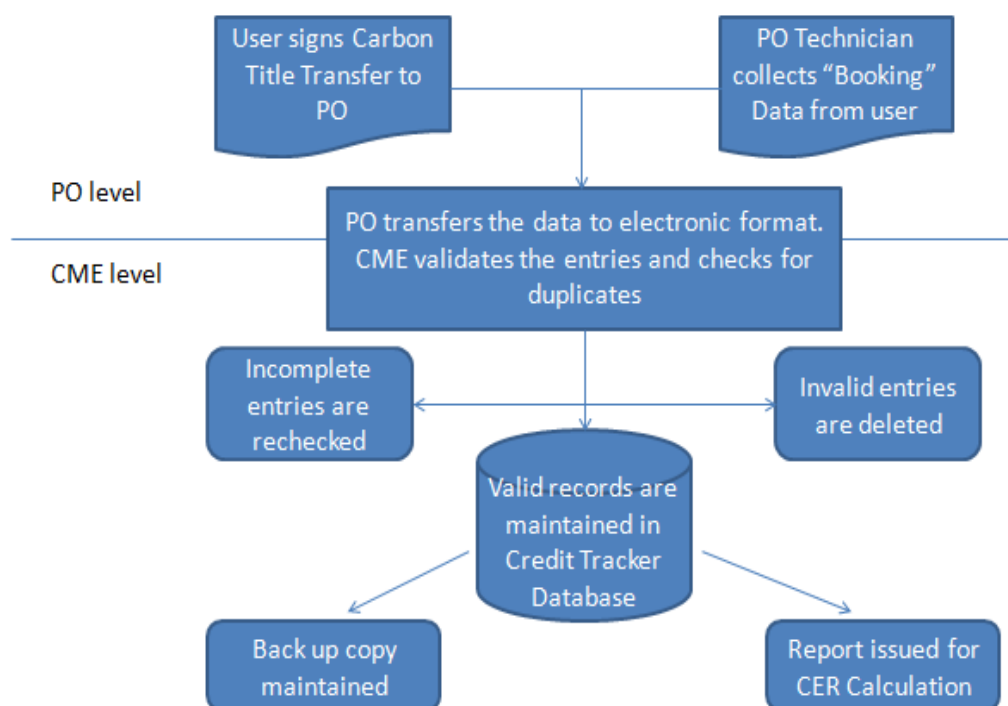 User signs Carbon
Title Transfer to
PO
PO Technician
collects “Booking”
Data from user
PO level
PO transfers the data to electronic format.
CME validates the entries and checks for
duplicates
CME level
Incomplete
entries are
rechecked
Invalid entries
are deleted
Valid records are
maintained in
Credit Tracker
Database
Back up copy
maintained
Report issued for
CER Calculation